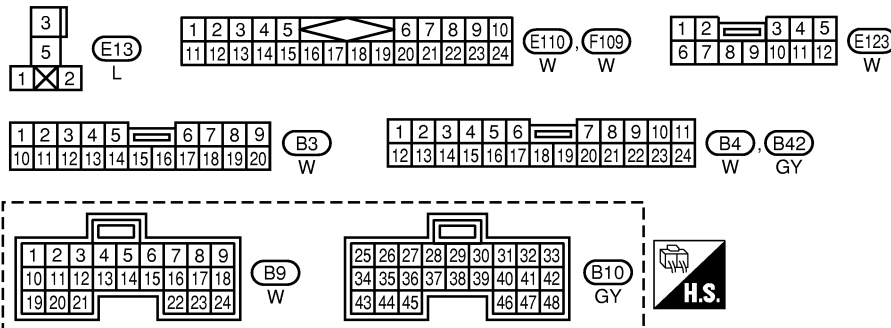 3
5
1 2
E13
L
1 2 3 4 5 6 7 8 9 10
11 12 13 14 15 16 17 18 19 20 21 22 23 24
E110 , F109
W W
1 2 3 4 5
6 7 8 9 10 11 12
E123
W
1 2 3 4 5 6 7 8 9
10 11 12 13 14 15 16 17 18 19 20
B3
W
1 2 3 4 5 6 7 8 9 10 11
12 13 14 15 16 17 18 19 20 21 22 23 24
B4 , B42
W GY
1 2 3 4 5 6 7 8 9
10 11 12 13 14 15 16 17 18
19 20 21 22 23 24
B9
W
25 26 27 28 29 30 31 32 33
34 35 36 37 38 39 40 41 42
43 44 45 46 47 48
B10
GY
H.S.